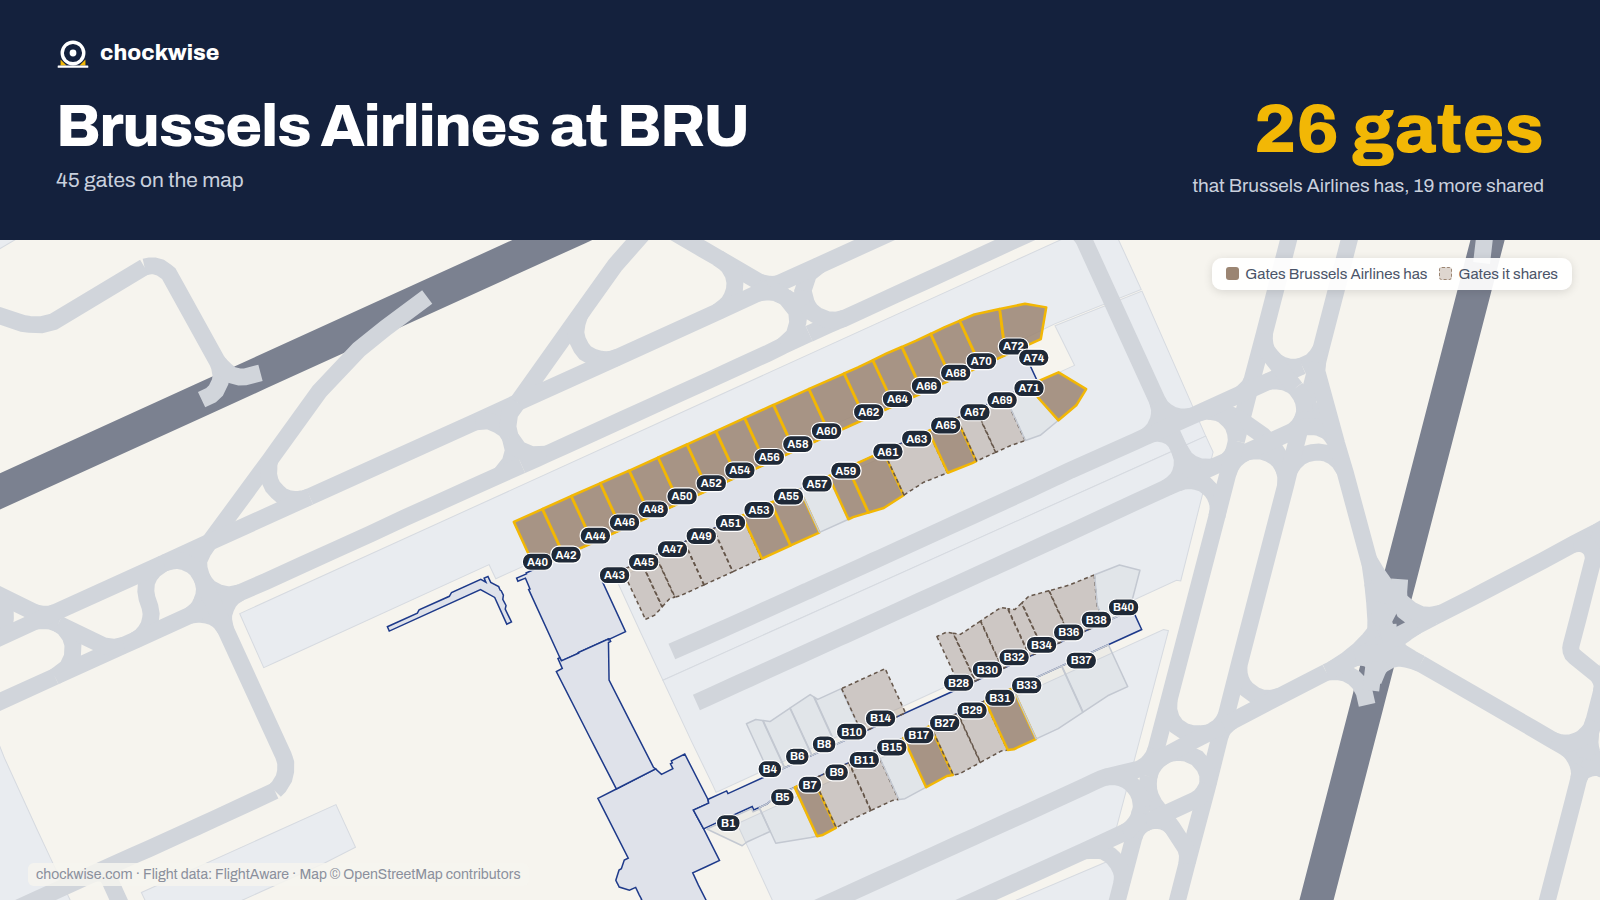 chockwise
Brussels Airlines at BRU
45 gates on the map
26 gates
that Brussels Airlines has, 19 more shared
Gates Brussels Airlines has
Gates it shares
A72
A74
A70
A68
A71
A66
A69
A64
A67
A62
A65
A60
A63
A58
A61
A56
A59
A54
A57
A52
A55
A50
A53
A48
A51
A46
A49
A44
A47
A42
A45
A40
A43
B40
B38
B36
B34
B37
B32
B30
B33
B28
B31
B29
B14
B27
B10
B17
B8
B15
B6
B11
B4
B9
B7
B5
B1
chockwise.com · Flight data: FlightAware · Map © OpenStreetMap contributors